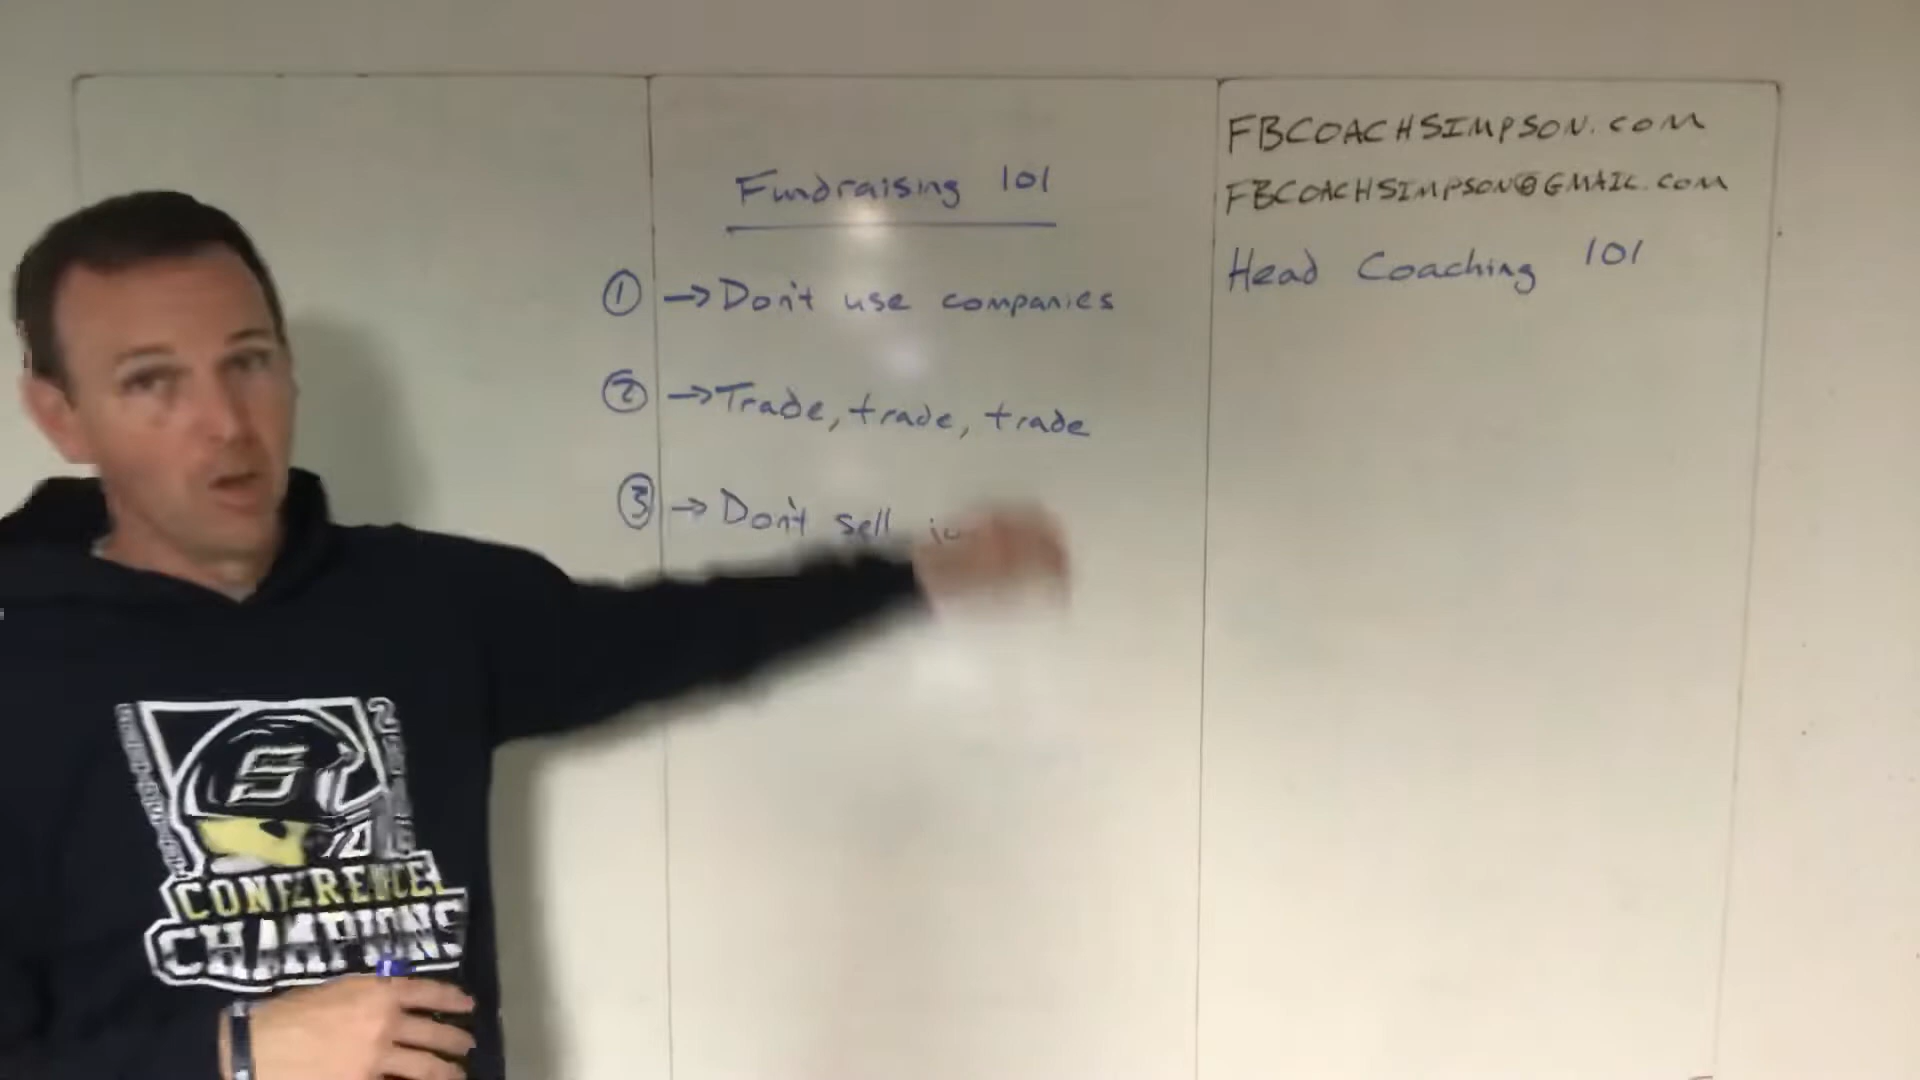 FBCOACHSIMPSON.COM
FBCOACHSIMPSON@GMAIL.COM
Head Coaching 101
Fundraising 101
① → Don't use companies
② → Trade, trade, trade
③ → Don't sell
S
CONFERENCE
CHAMPIONS